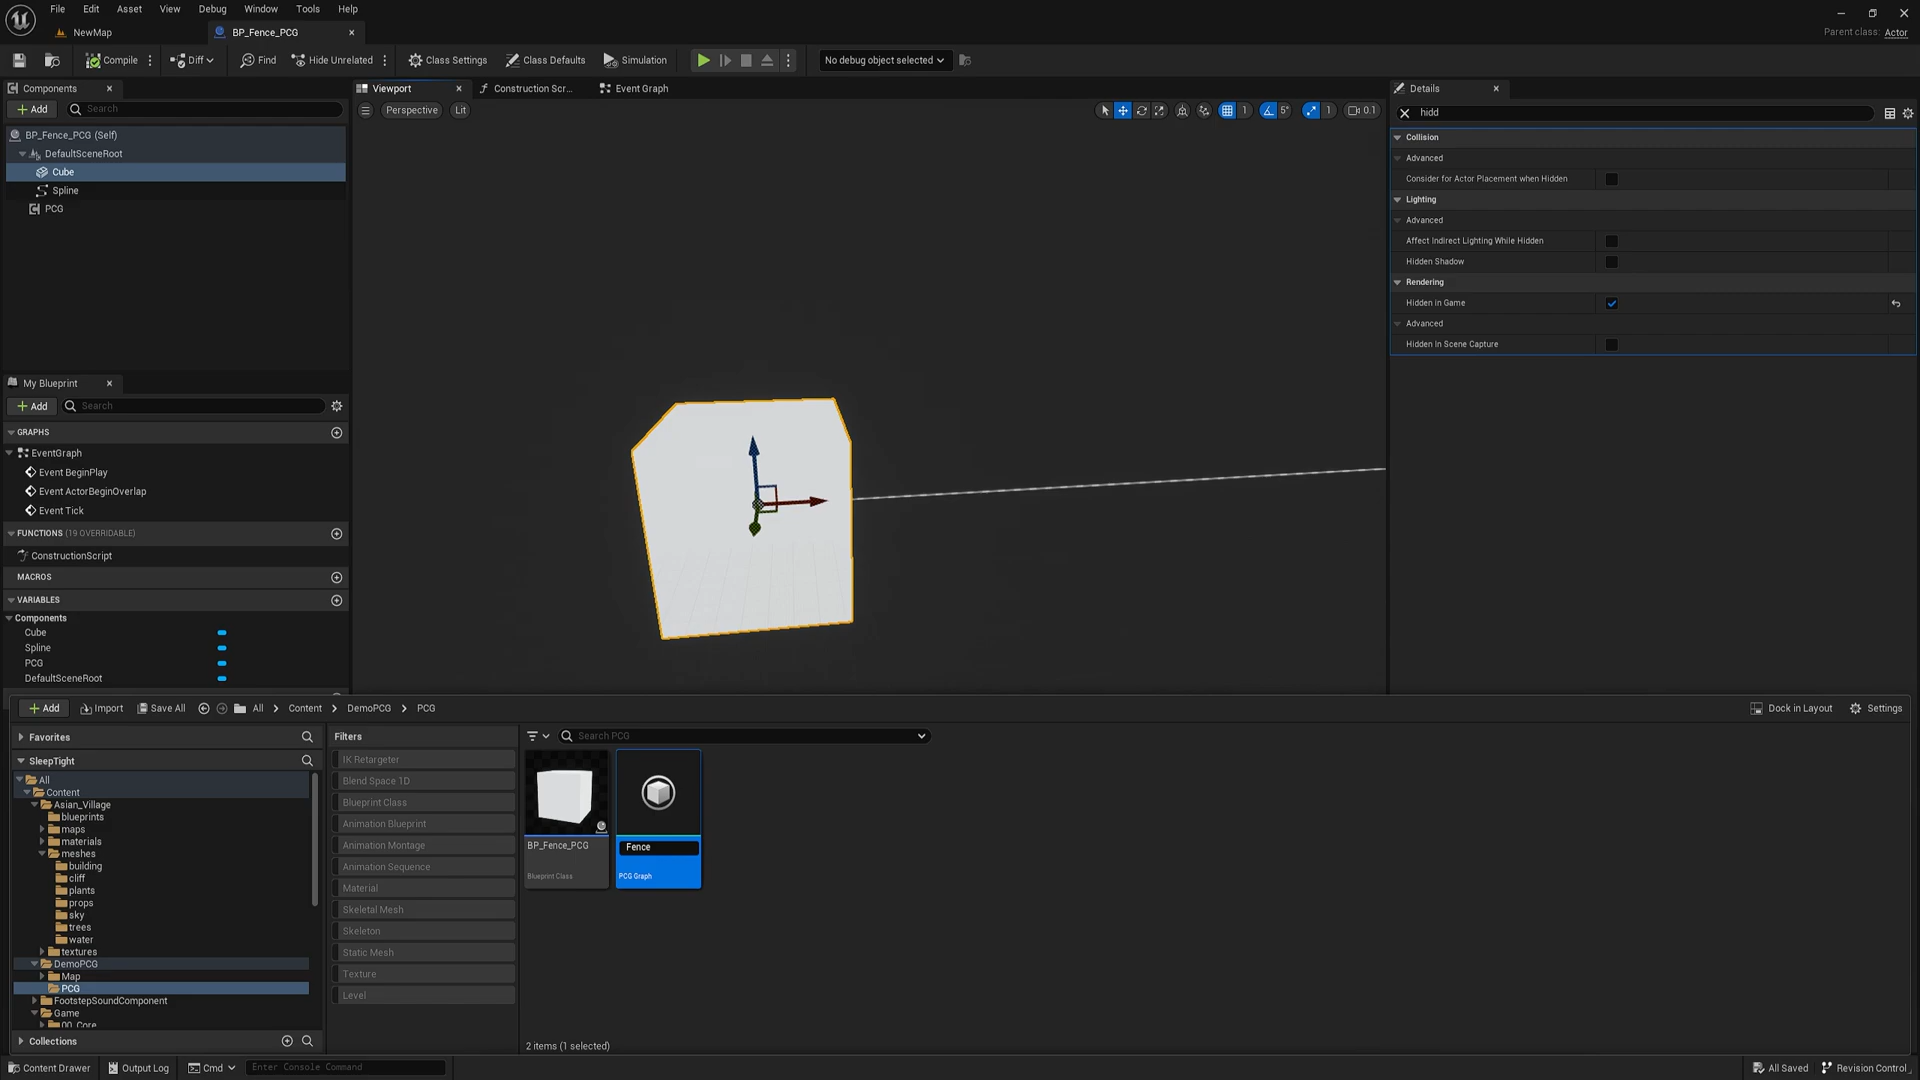 File Edit Asset View Window Debug Tools Help
NewMap
BP_Fence_PCG
Parent class: Actor
Compile
Diff
Find
Hide Unrelated
Class Settings
Class Defaults
Simulation
No debug object selected
Components
Add
Search
BP_Fence_PCG (Self)
DefaultSceneRoot
Cube
Spline
PCG
Viewport
Construction Scr...
Event Graph
Perspective
Lit
1
5°
1
0.1
Details
hidd
Collision
Advanced
Consider for Actor Placement when Hidden
Lighting
Advanced
Affect Indirect Lighting While Hidden
Hidden Shadow
Rendering
Hidden in Game
Advanced
Hidden In Scene Capture
My Blueprint
Add
Search
GRAPHS
EventGraph
Event BeginPlay
Event ActorBeginOverlap
Event Tick
FUNCTIONS (19 OVERRIDABLE)
ConstructionScript
MACROS
VARIABLES
Components
Cube
Spline
PCG
DefaultSceneRoot
Add
Import
Save All
All
Content
DemoPCG
PCG
Dock in Layout
Settings
Favorites
SleepTight
All
Content
Asian_Village
blueprints
maps
materials
meshes
building
cliff
plants
props
sky
trees
water
textures
DemoPCG
Map
PCG
FootstepSoundComponent
Game
00_Core
Collections
Filters
IK Retargeter
Blend Space 1D
Blueprint Class
Animation Blueprint
Animation Montage
Animation Sequence
Material
Skeletal Mesh
Skeleton
Static Mesh
Texture
Level
Search PCG
BP_Fence_PCG
Blueprint Class
Fence
PCG Graph
2 items (1 selected)
Content Drawer
Output Log
Cmd
Enter Console Command
All Saved
Revision Control